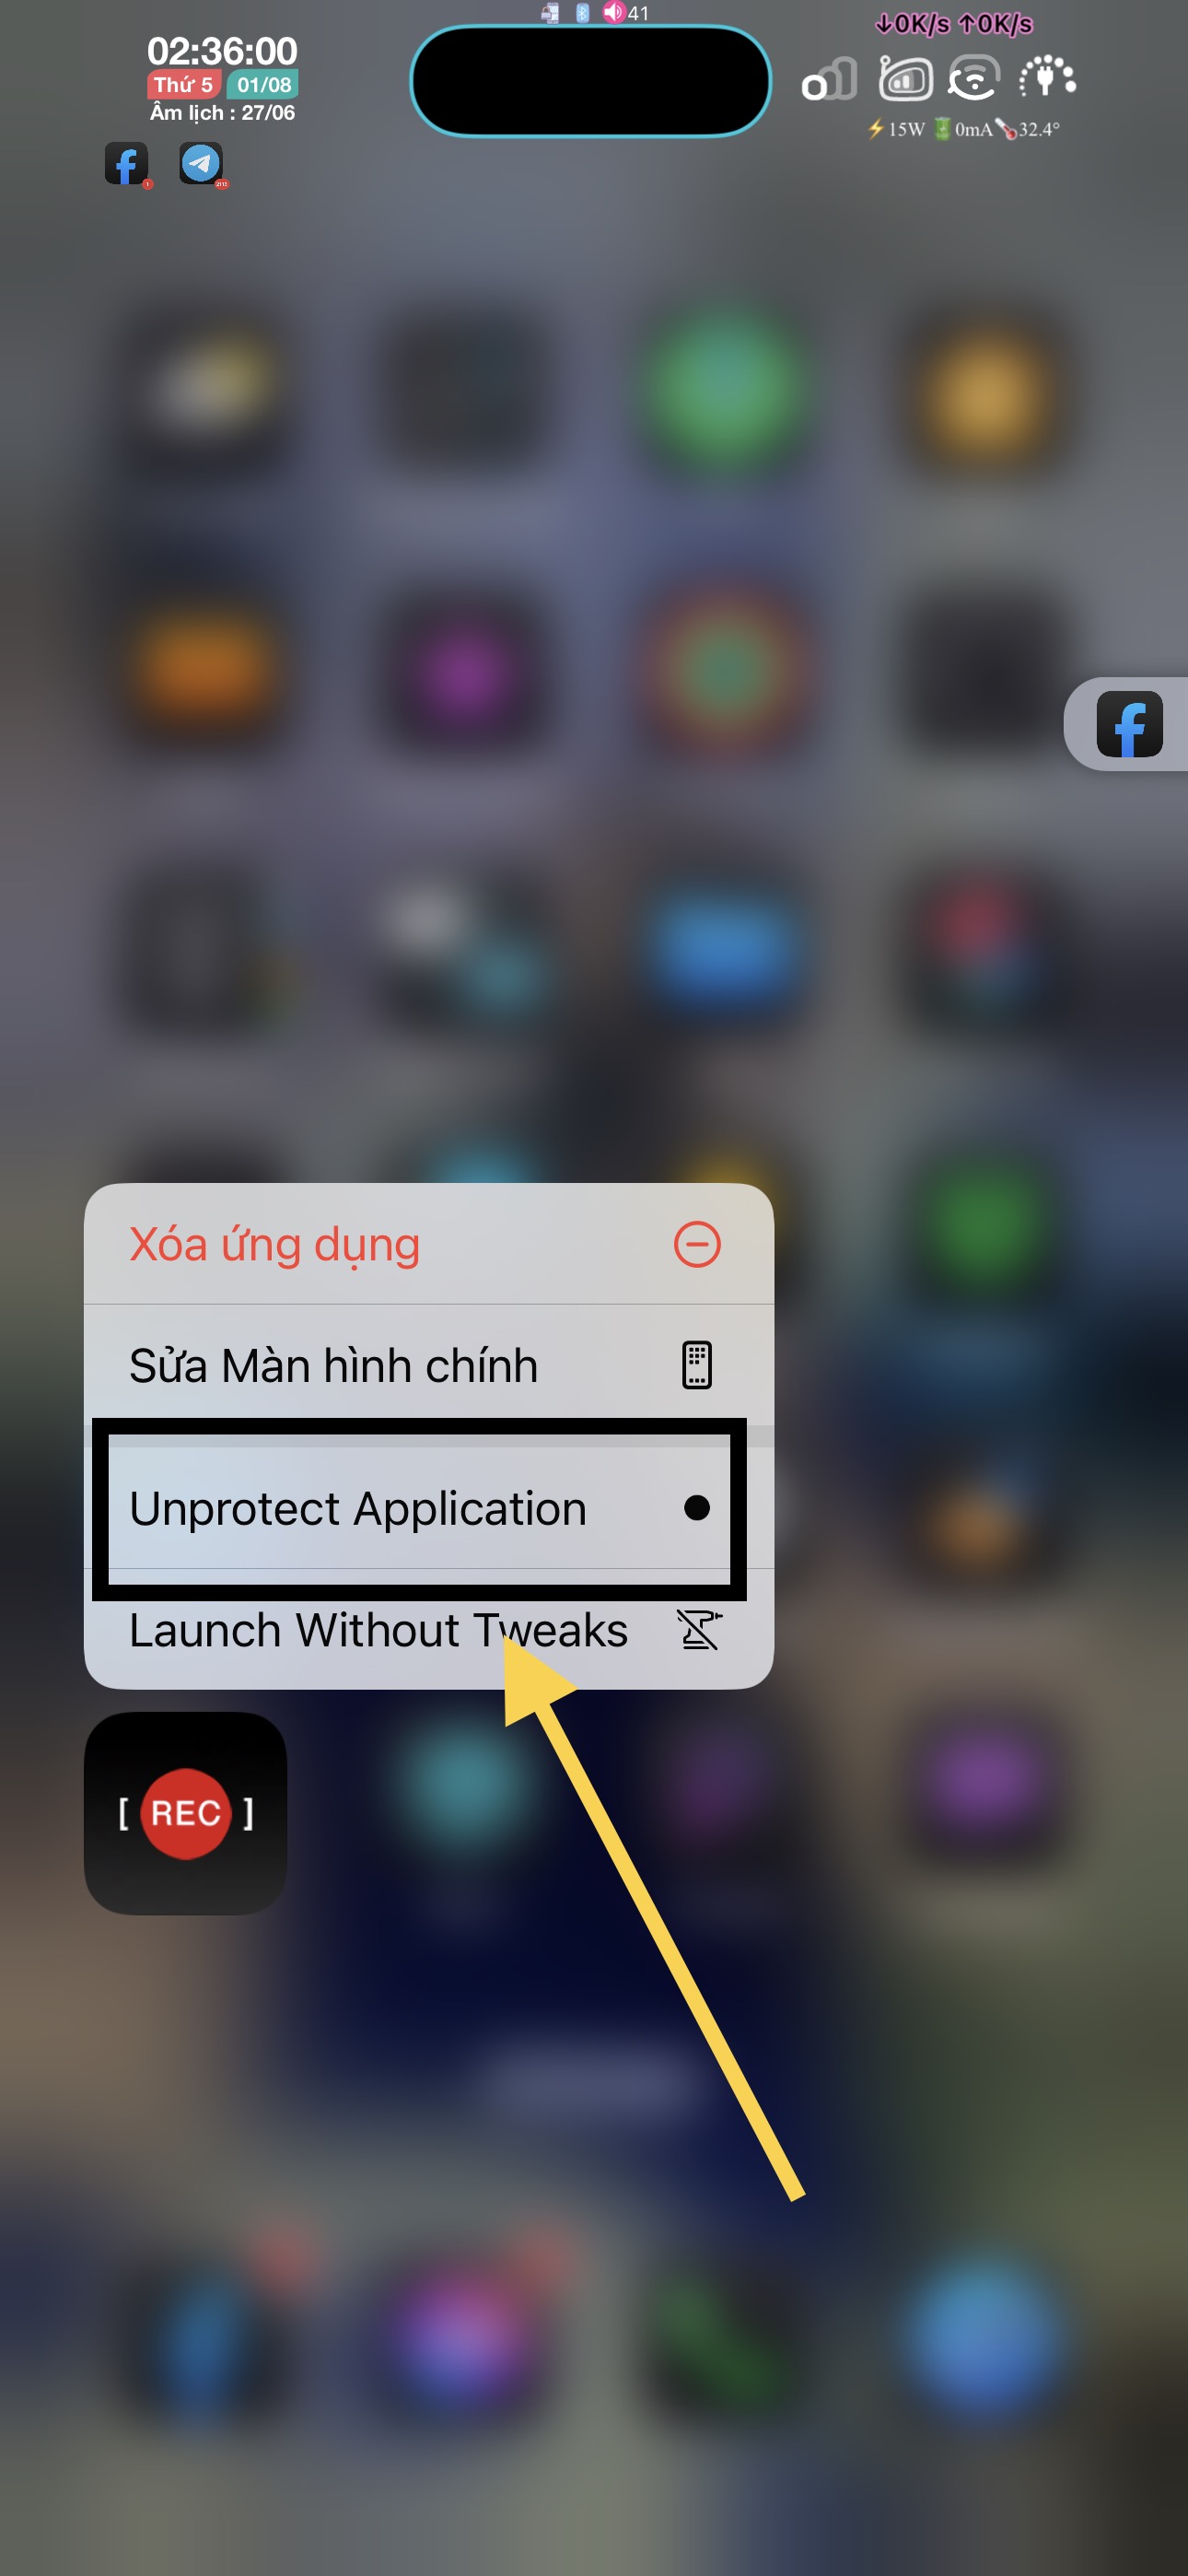 41
↓0K/s ↑0K/s
02:36:00
Thứ 5 01/08
Âm lịch : 27/06
15W 0mA 32.4°
Xóa ứng dụng
Sửa Màn hình chính
Unprotect Application
Launch Without Tweaks
[ REC ]